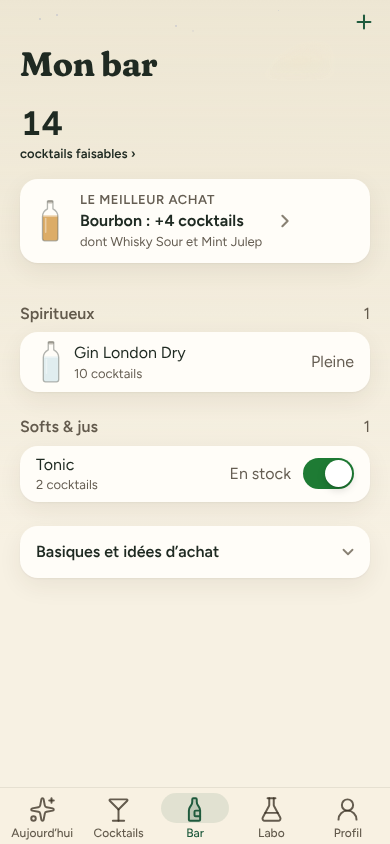 Mon bar
14
cocktails faisables ›
LE MEILLEUR ACHAT
Bourbon : +4 cocktails
dont Whisky Sour et Mint Julep
Spiritueux 1
Gin London Dry
10 cocktails
Pleine
Softs & jus 1
Tonic
2 cocktails
En stock
Basiques et idées d’achat
Aujourd’hui Cocktails Bar Labo Profil